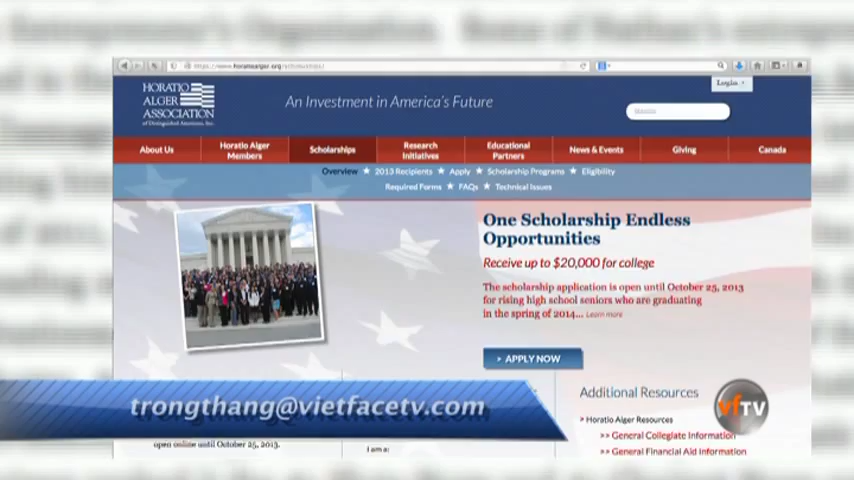 HORATIO
ALGER
ASSOCIATION
of Distinguished Americans, Inc.
An Investment in America's Future
Login
About Us
Horatio Alger
Members
Scholarships
Research
Initiatives
Educational
Partners
News & Events
Giving
Canada
Overview ★ 2013 Recipients ★ Apply ★ Scholarship Programs ★ Eligibility
Required Forms ★ FAQs ★ Technical Issues
One Scholarship Endless
Opportunities
Receive up to $20,000 for college
The scholarship application is open until October 25, 2013
for rising high school seniors who are graduating
in the spring of 2014... Learn more
> APPLY NOW
Additional Resources
> Horatio Alger Resources
>> General Collegiate Information
>> General Financial Aid Information
trongthang@vietfacetv.com
vfTV
open online until October 25, 2013.
I am a: